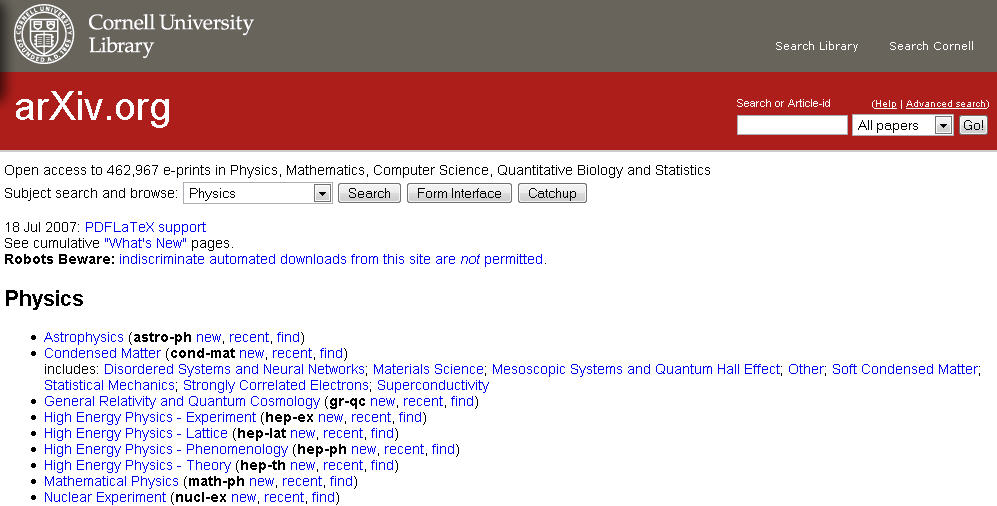 Cornell University
Library
Search Library Search Cornell
arXiv.org
Search or Article-id (Help | Advanced search)
All papers Go!
Open access to 462,967 e-prints in Physics, Mathematics, Computer Science, Quantitative Biology and Statistics
Subject search and browse: Physics Search Form Interface Catchup
18 Jul 2007: PDFLaTeX support
See cumulative "What's New" pages.
Robots Beware: indiscriminate automated downloads from this site are not permitted.
Physics
• Astrophysics (astro-ph new, recent, find)
• Condensed Matter (cond-mat new, recent, find)
includes: Disordered Systems and Neural Networks; Materials Science; Mesoscopic Systems and Quantum Hall Effect; Other; Soft Condensed Matter;
Statistical Mechanics; Strongly Correlated Electrons; Superconductivity
• General Relativity and Quantum Cosmology (gr-qc new, recent, find)
• High Energy Physics - Experiment (hep-ex new, recent, find)
• High Energy Physics - Lattice (hep-lat new, recent, find)
• High Energy Physics - Phenomenology (hep-ph new, recent, find)
• High Energy Physics - Theory (hep-th new, recent, find)
• Mathematical Physics (math-ph new, recent, find)
• Nuclear Experiment (nucl-ex new, recent, find)